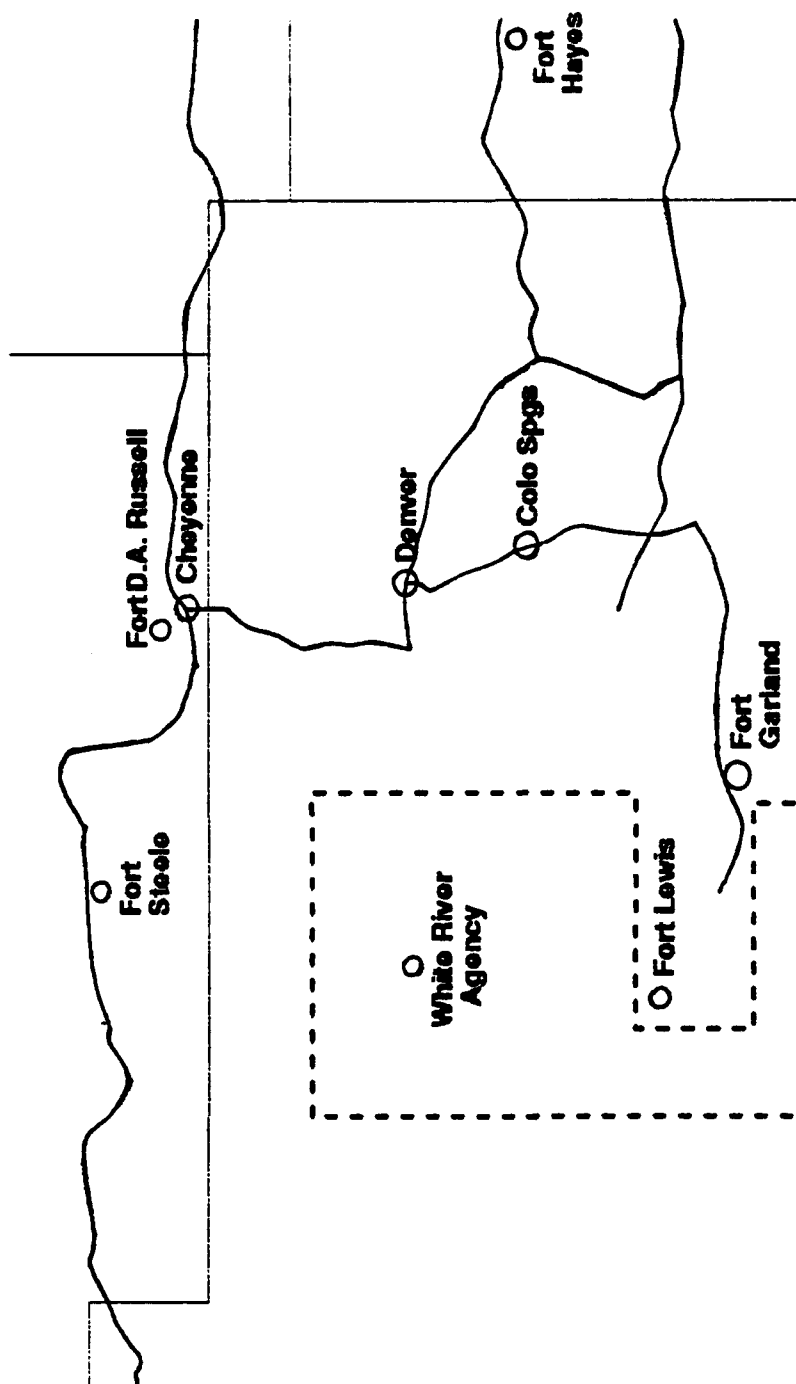 Fort D.A. Russell
Cheyenne
Fort
Steele
Denver
Colo Spgs
Fort
Hayes
White River
Agency
Fort Lewis
Fort
Garland